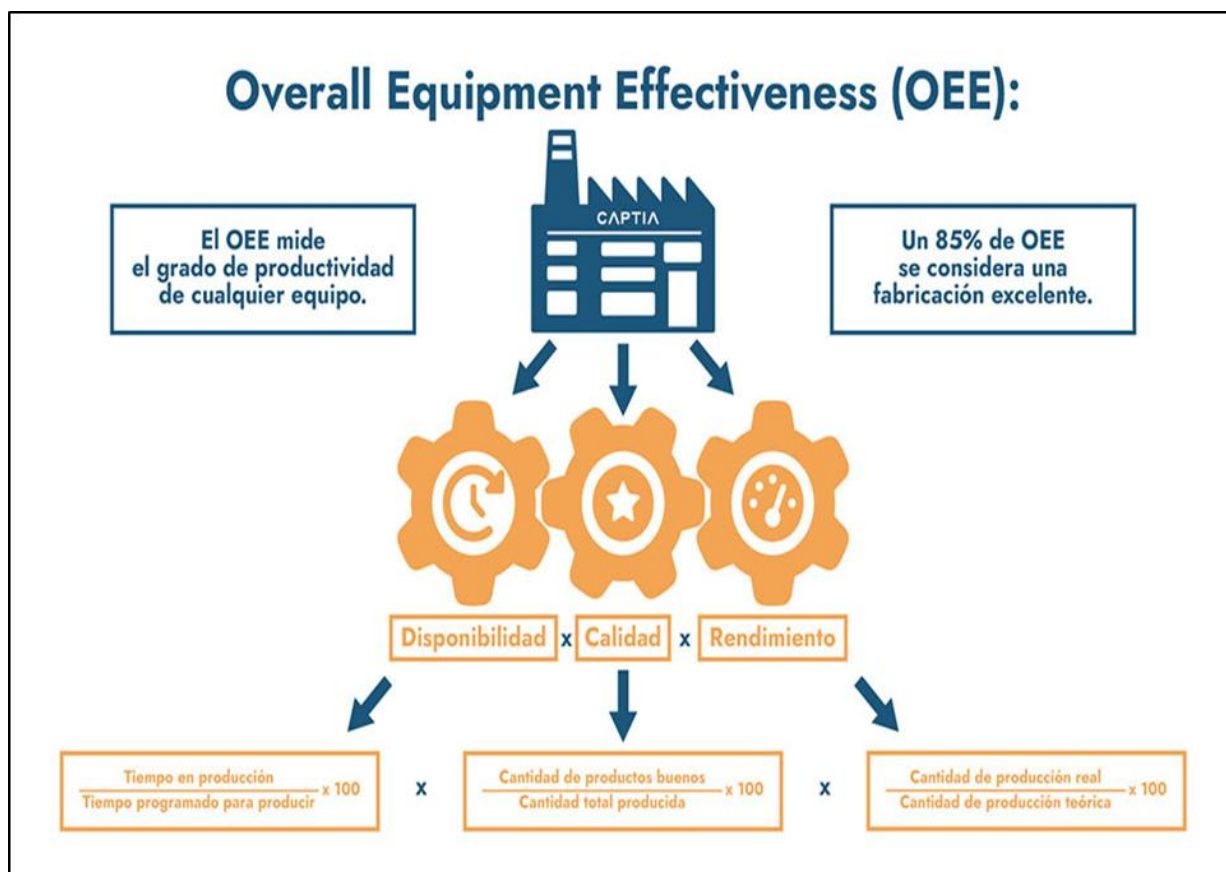 Overall Equipment Effectiveness (OEE):
CAPTIA
El OEE mide
el grado de productividad
de cualquier equipo.
Un 85% de OEE
se considera una
fabricación excelente.
Disponibilidad x Calidad x Rendimiento
Tiempo en producción
Tiempo programado para producir
x 100
x
Cantidad de productos buenos
Cantidad total producida
x 100
x
Cantidad de producción real
Cantidad de producción teórica
x 100